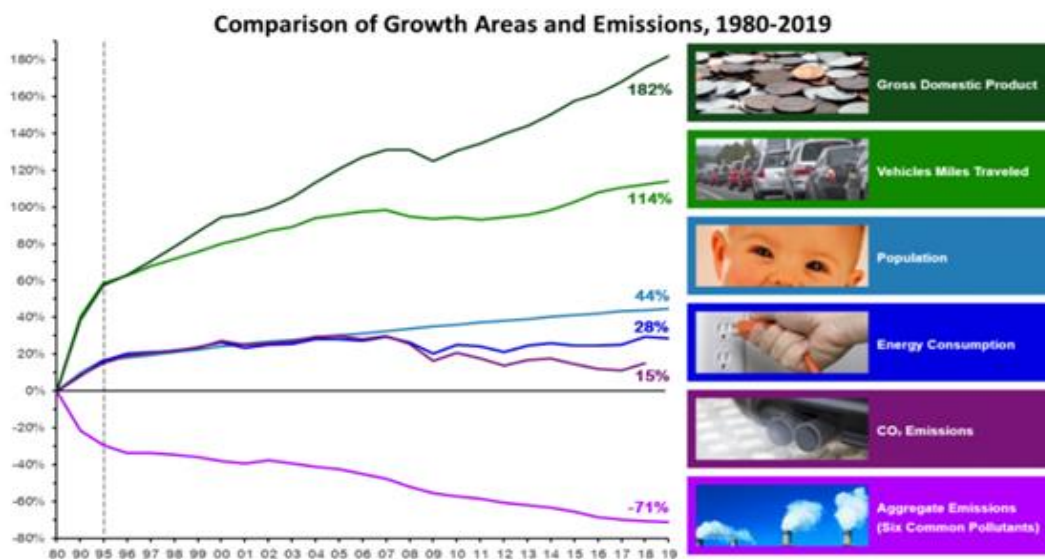 Comparison of Growth Areas and Emissions, 1980-2019
180%
160%
140%
120%
100%
80%
60%
40%
20%
0%
-20%
-40%
-60%
-80%
182%
114%
44%
28%
15%
-71%
80 90 95 96 97 98 99 00 01 02 03 04 05 06 07 08 09 10 11 12 13 14 15 16 17 18 19
Gross Domestic Product
Vehicles Miles Traveled
Population
Energy Consumption
CO₂ Emissions
Aggregate Emissions
(Six Common Pollutants)